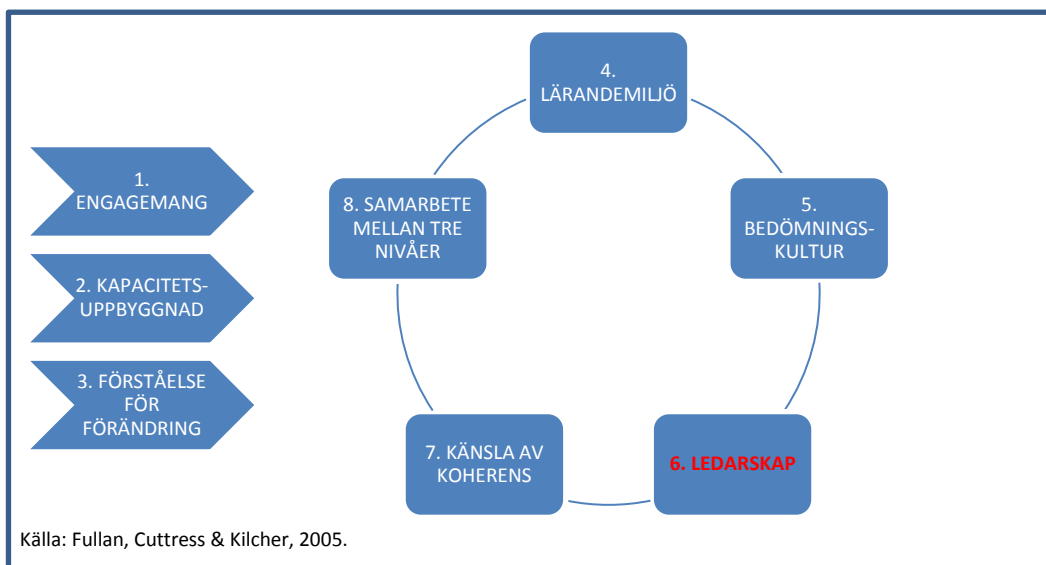 1.
ENGAGEMANG
2. KAPACITETS-
UPPBYGGNAD
3. FÖRSTÅELSE
FÖR
FÖRÄNDRING
4.
LÄRANDEMILJÖ
5.
BEDÖMNINGS-
KULTUR
6. LEDARSKAP
7. KÄNSLA AV
KOHERENS
8. SAMARBETE
MELLAN TRE
NIVÅER
Källa: Fullan, Cuttress & Kilcher, 2005.